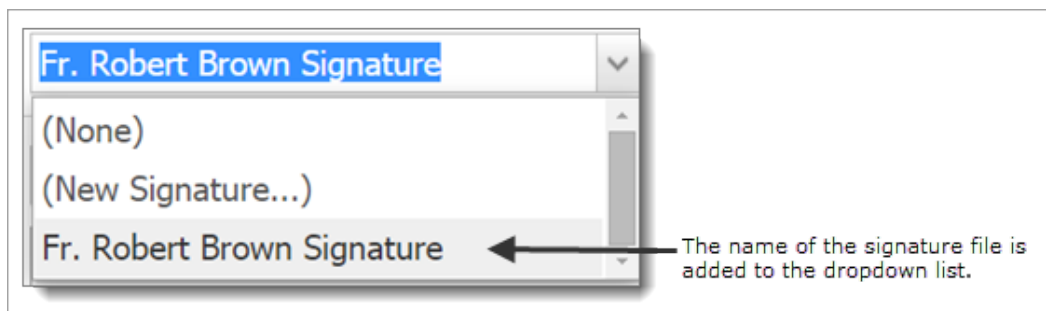 Fr. Robert Brown Signature
(None)
(New Signature...)
Fr. Robert Brown Signature
The name of the signature file is
added to the dropdown list.